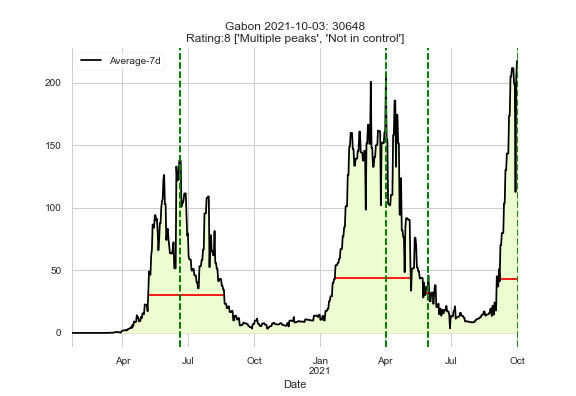 Gabon 2021-10-03: 30648
Rating:8 ['Multiple peaks', 'Not in control']
Average-7d
200
150
100
50
0
Apr Jul Oct Jan Apr Jul Oct
2021
Date